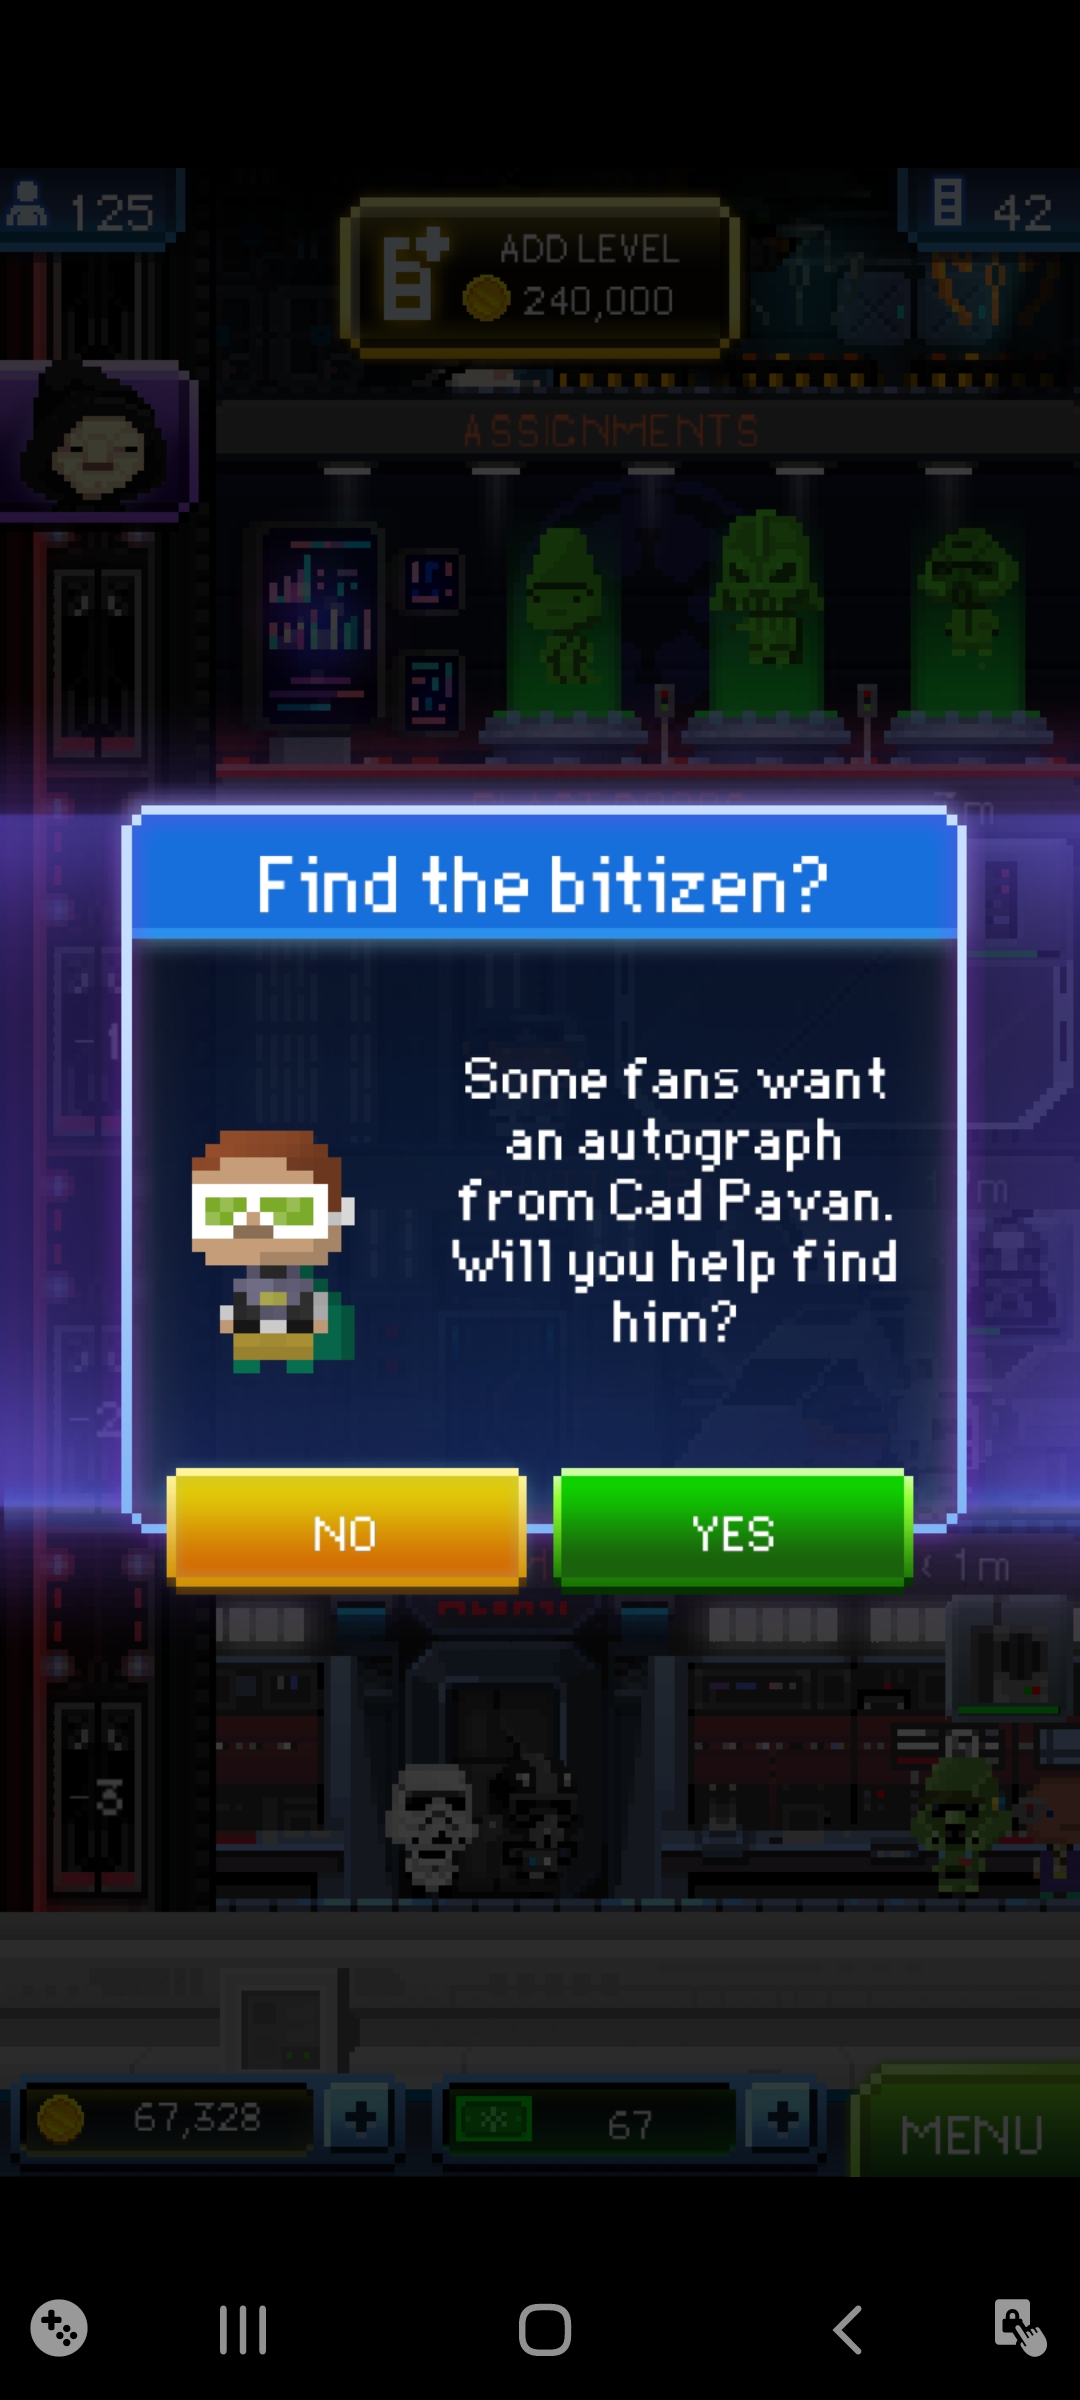 125
ADD LEVEL
240,000
42
ASSIGNMENTS
Find the bitizen?
Some fans want
an autograph
from Cad Pavan.
Will you help find
him?
NO
YES
< 1m
-1
-2
-3
67,328
67
MENU